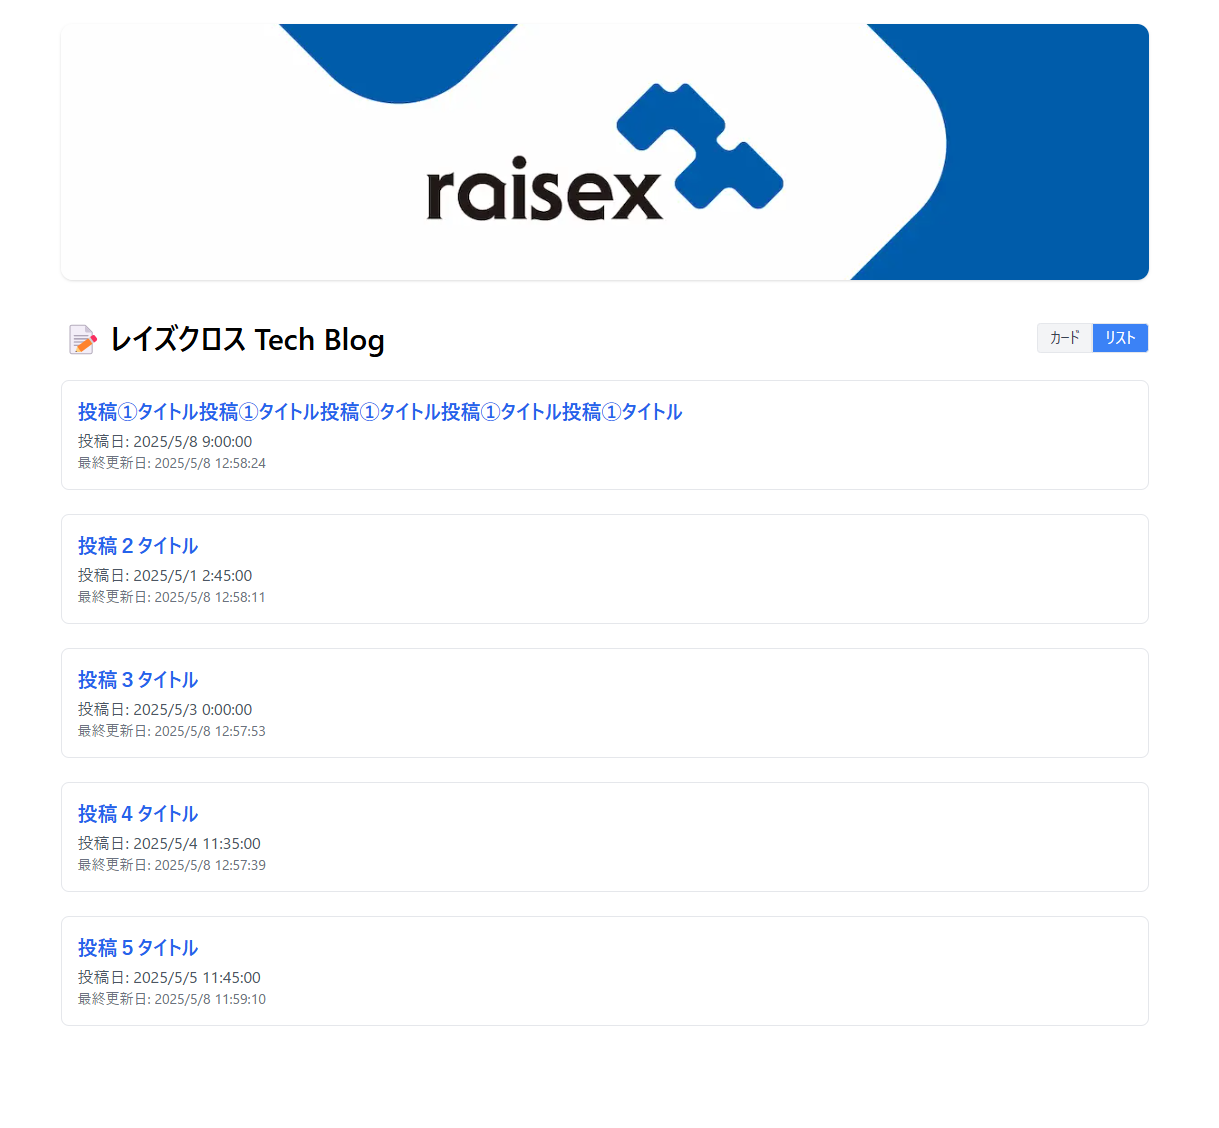 raisex
レイズクロス Tech Blog
カード リスト
投稿①タイトル投稿①タイトル投稿①タイトル投稿①タイトル投稿①タイトル
投稿日: 2025/5/8 9:00:00
最終更新日: 2025/5/8 12:58:24
投稿２タイトル
投稿日: 2025/5/1 2:45:00
最終更新日: 2025/5/8 12:58:11
投稿３タイトル
投稿日: 2025/5/3 0:00:00
最終更新日: 2025/5/8 12:57:53
投稿４タイトル
投稿日: 2025/5/4 11:35:00
最終更新日: 2025/5/8 12:57:39
投稿５タイトル
投稿日: 2025/5/5 11:45:00
最終更新日: 2025/5/8 11:59:10